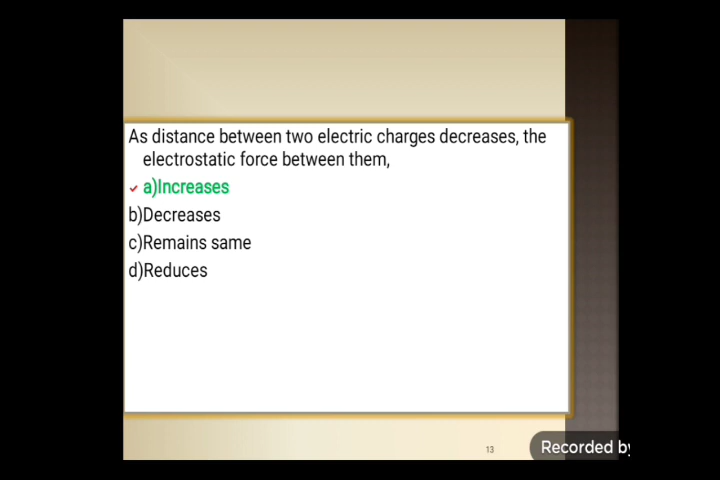 As distance between two electric charges decreases, the
electrostatic force between them,
a)Increases
b)Decreases
c)Remains same
d)Reduces
13
Recorded by